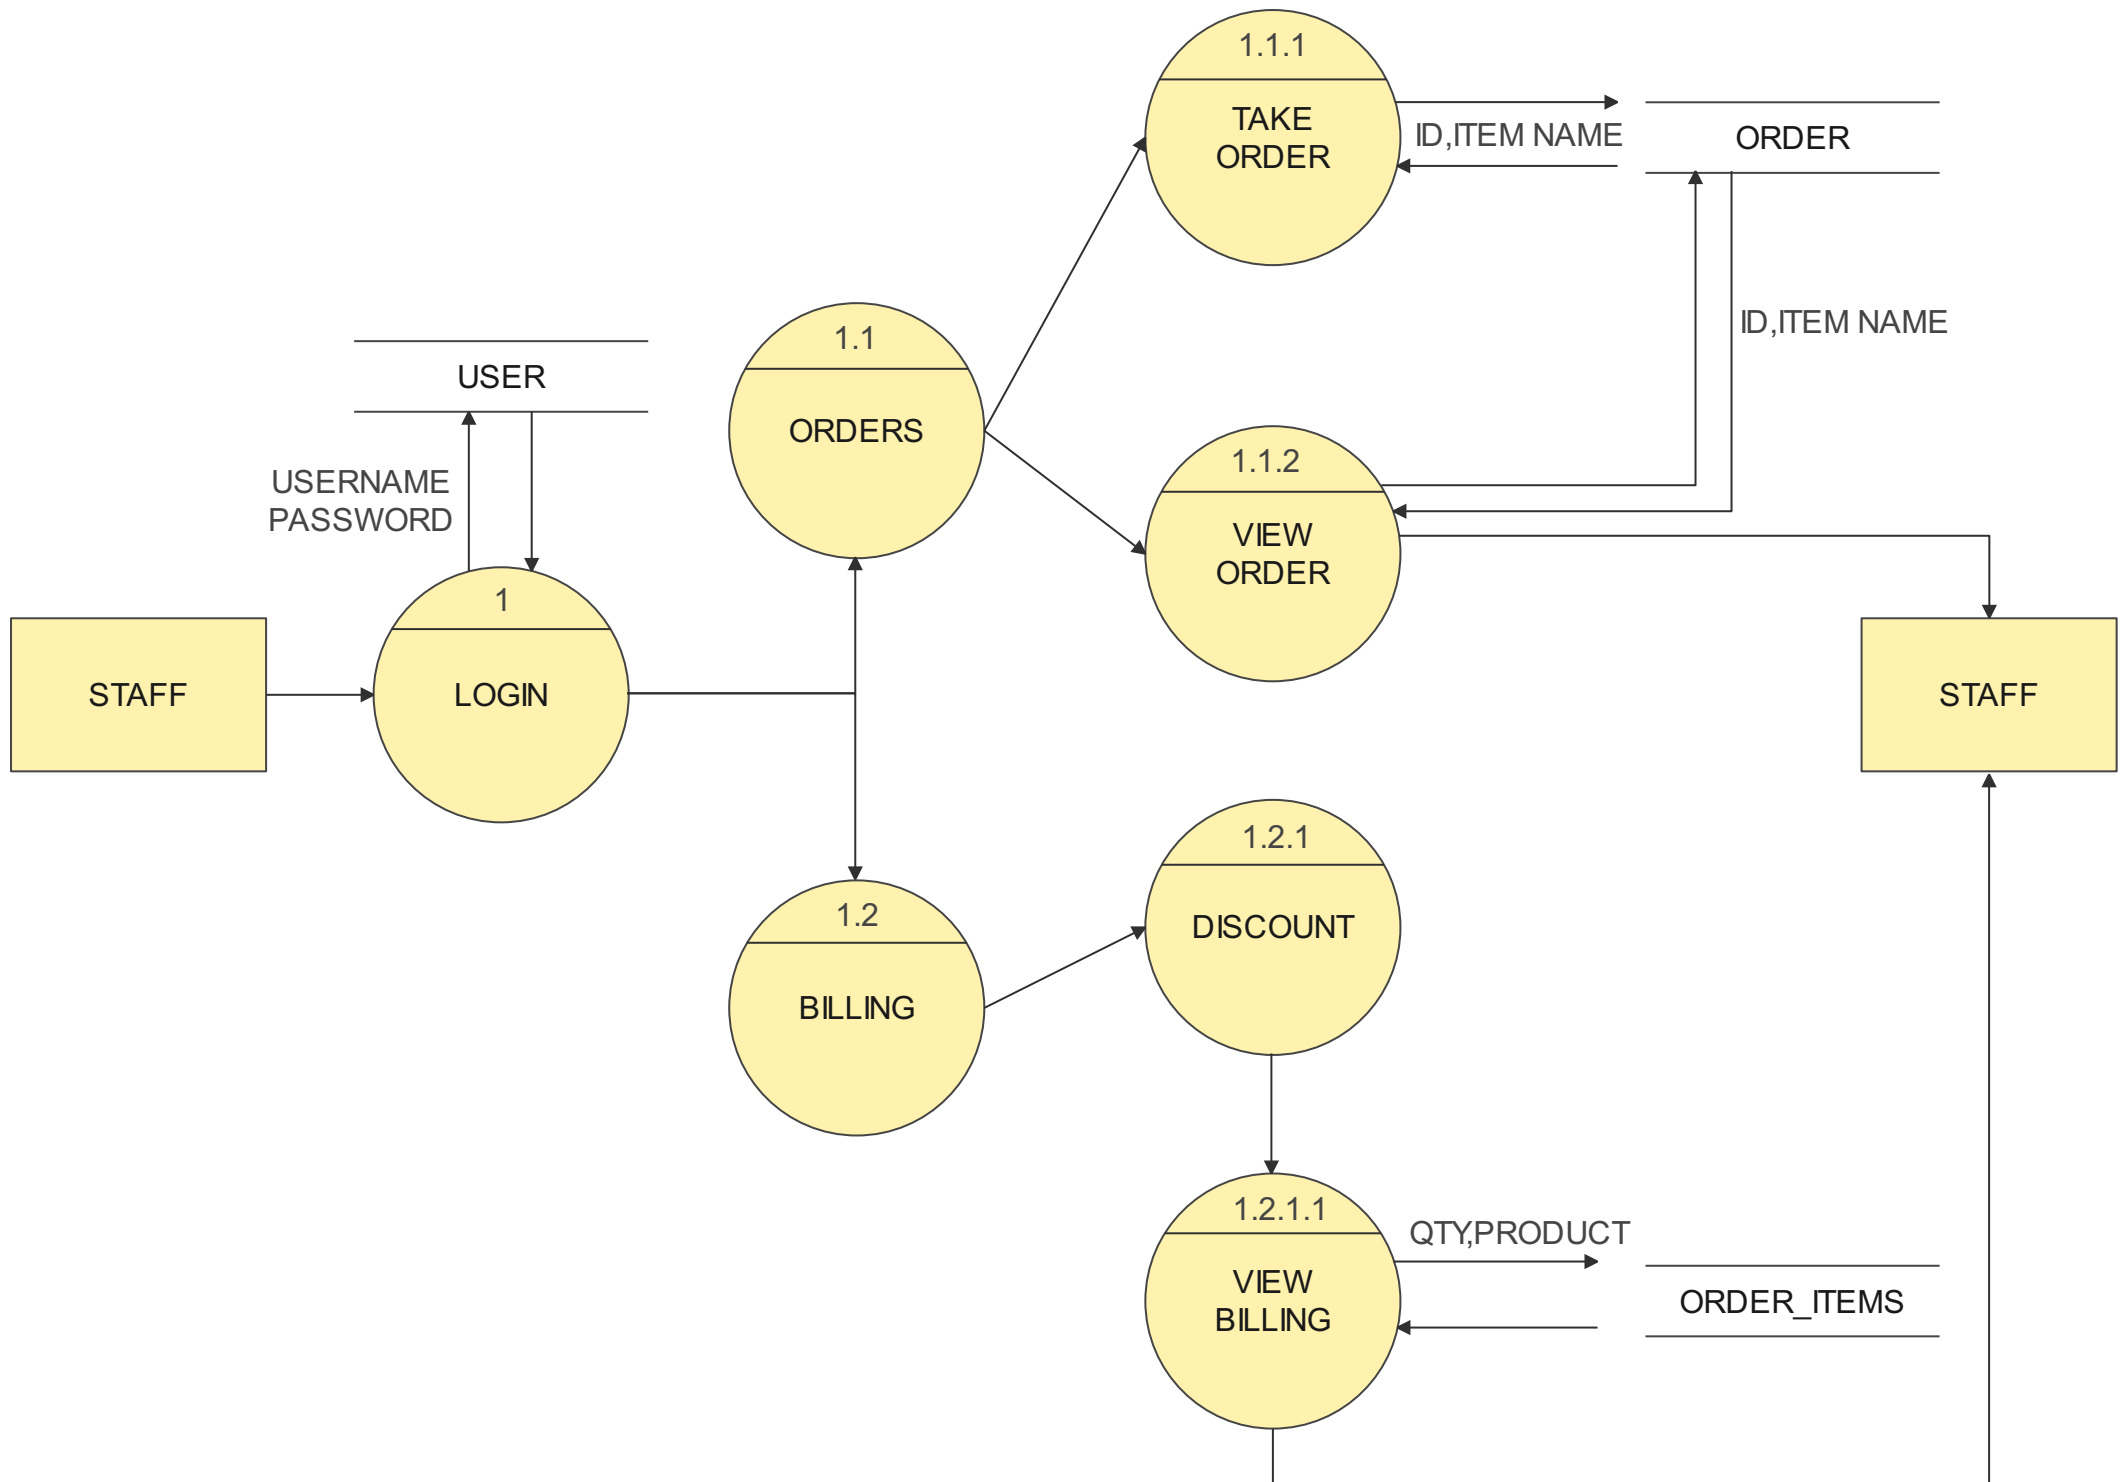 1.1.1
TAKE
ORDER
ID,ITEM NAME
ORDER
1.1
ORDERS
ID,ITEM NAME
USER
USERNAME
PASSWORD
1.1.2
VIEW
ORDER
1
LOGIN
STAFF
STAFF
1.2.1
DISCOUNT
1.2
BILLING
1.2.1.1
VIEW
BILLING
QTY,PRODUCT
ORDER_ITEMS